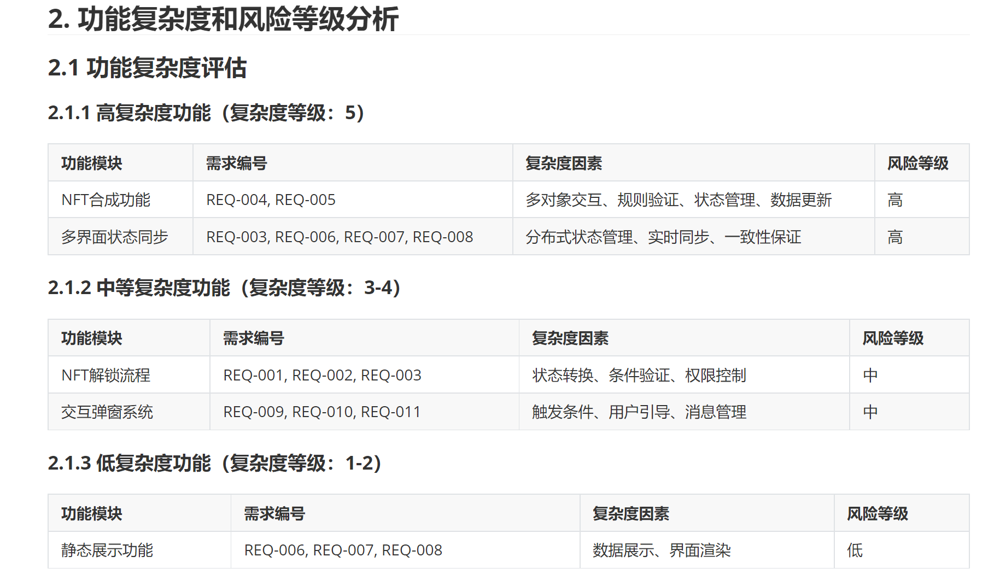 2. 功能复杂度和风险等级分析
2.1 功能复杂度评估
2.1.1 高复杂度功能（复杂度等级：5）
功能模块 需求编号 复杂度因素 风险等级
NFT合成功能 REQ-004, REQ-005 多对象交互、规则验证、状态管理、数据更新 高
多界面状态同步 REQ-003, REQ-006, REQ-007, REQ-008 分布式状态管理、实时同步、一致性保证 高
2.1.2 中等复杂度功能（复杂度等级：3-4）
功能模块 需求编号 复杂度因素 风险等级
NFT解锁流程 REQ-001, REQ-002, REQ-003 状态转换、条件验证、权限控制 中
交互弹窗系统 REQ-009, REQ-010, REQ-011 触发条件、用户引导、消息管理 中
2.1.3 低复杂度功能（复杂度等级：1-2）
功能模块 需求编号 复杂度因素 风险等级
静态展示功能 REQ-006, REQ-007, REQ-008 数据展示、界面渲染 低